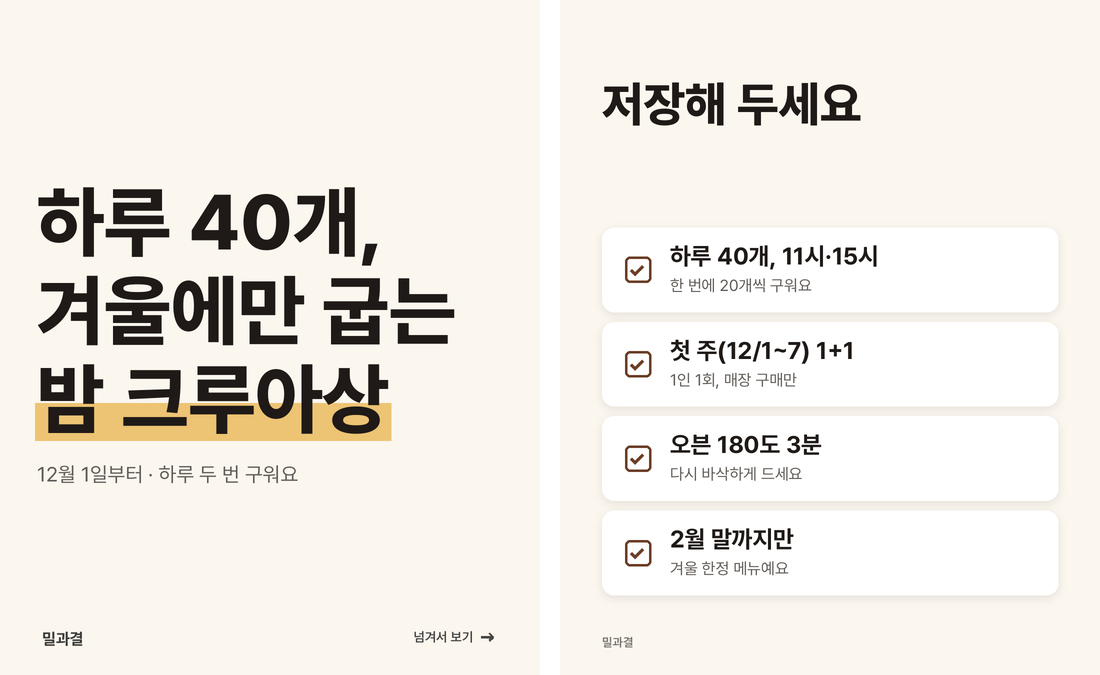 하루 40개,
겨울에만 굽는
밤 크루아상
12월 1일부터 · 하루 두 번 구워요
밀과결
넘겨서 보기 →
저장해 두세요
하루 40개, 11시·15시
한 번에 20개씩 구워요
첫 주(12/1~7) 1+1
1인 1회, 매장 구매만
오븐 180도 3분
다시 바삭하게 드세요
2월 말까지만
겨울 한정 메뉴예요
밀과결